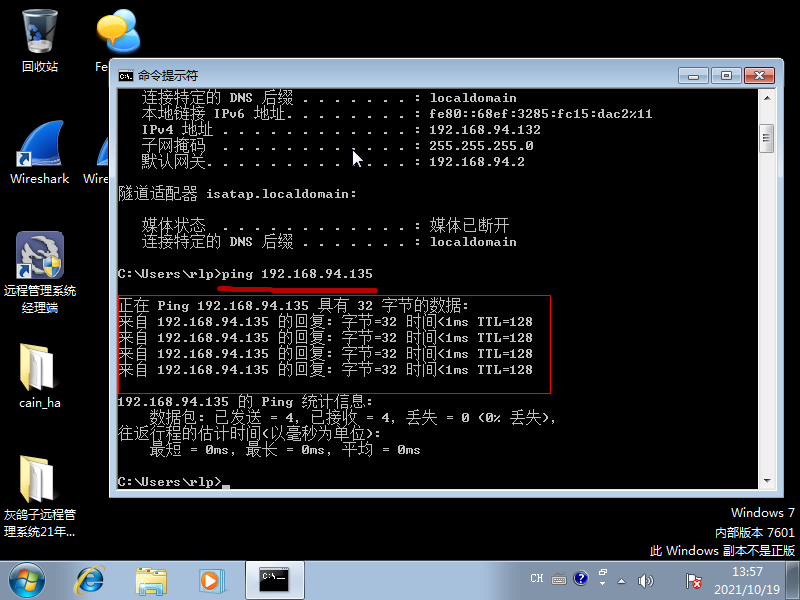 回收站
Fe
Wireshark
Wire
远程管理系统
经理端
cain_ha
灰鸽子远程管
理系统21年...
命令提示符
连接特定的 DNS 后缀 . . . . . . . : localdomain
本地链接 IPv6 地址. . . . . . . . : fe80::68ef:3285:fc15:dac2%11
IPv4 地址 . . . . . . . . . . . . : 192.168.94.132
子网掩码 . . . . . . . . . . . . : 255.255.255.0
默认网关. . . . . . . . . . . . . : 192.168.94.2
隧道适配器 isatap.localdomain:
媒体状态 . . . . . . . . . . . . : 媒体已断开
连接特定的 DNS 后缀 . . . . . . . : localdomain
C:\Users\rlp>ping 192.168.94.135
正在 Ping 192.168.94.135 具有 32 字节的数据:
来自 192.168.94.135 的回复: 字节=32 时间<1ms TTL=128
来自 192.168.94.135 的回复: 字节=32 时间<1ms TTL=128
来自 192.168.94.135 的回复: 字节=32 时间<1ms TTL=128
来自 192.168.94.135 的回复: 字节=32 时间<1ms TTL=128
192.168.94.135 的 Ping 统计信息:
数据包: 已发送 = 4, 已接收 = 4, 丢失 = 0 (0% 丢失),
往返行程的估计时间(以毫秒为单位):
最短 = 0ms, 最长 = 0ms, 平均 = 0ms
C:\Users\rlp>_
Windows 7
内部版本 7601
此 Windows 副本不是正版
CH
13:57
2021/10/19